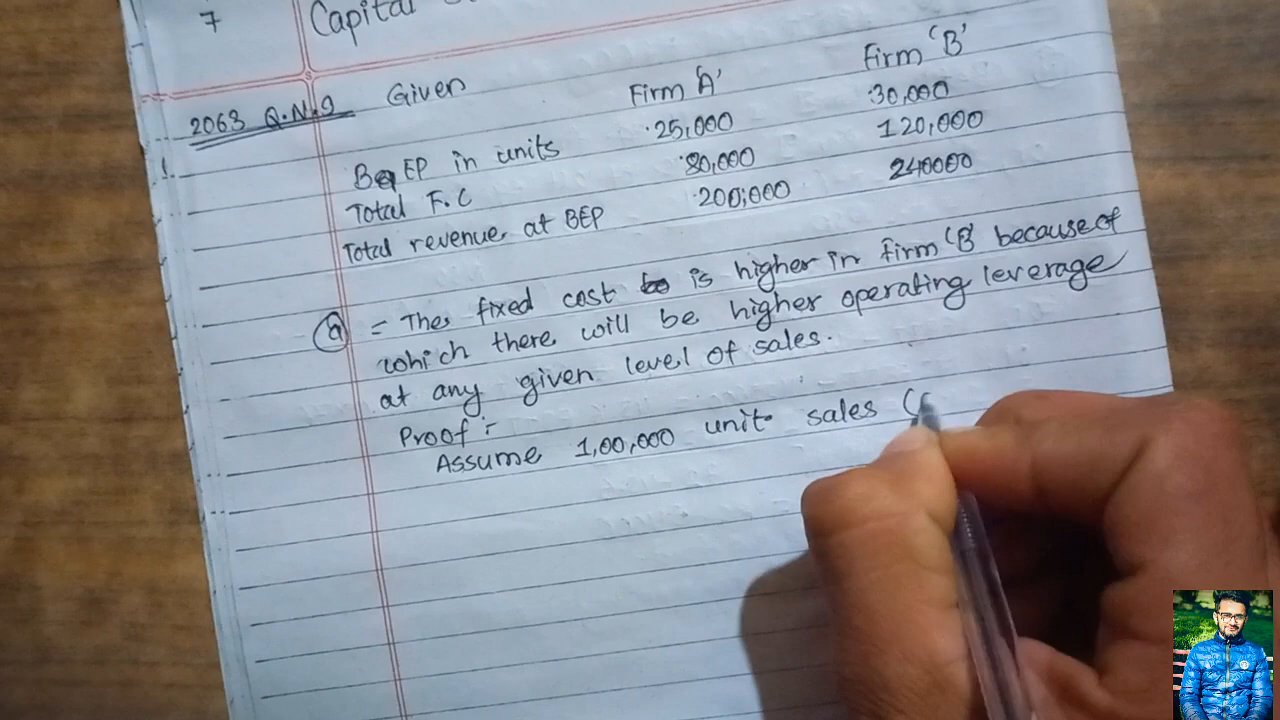 7 Capital
2063 Q.N.9 Given Firm 'A' Firm 'B'
1. BEP in units 25,000 30,000
Total F.C 80,000 120,000
Total revenue at BEP 200,000 240000
(a) = The fixed cost is higher in firm 'B' because of
which there will be higher operating leverage
at any given level of sales.
Proof:
Assume 1,00,000 unit sales (